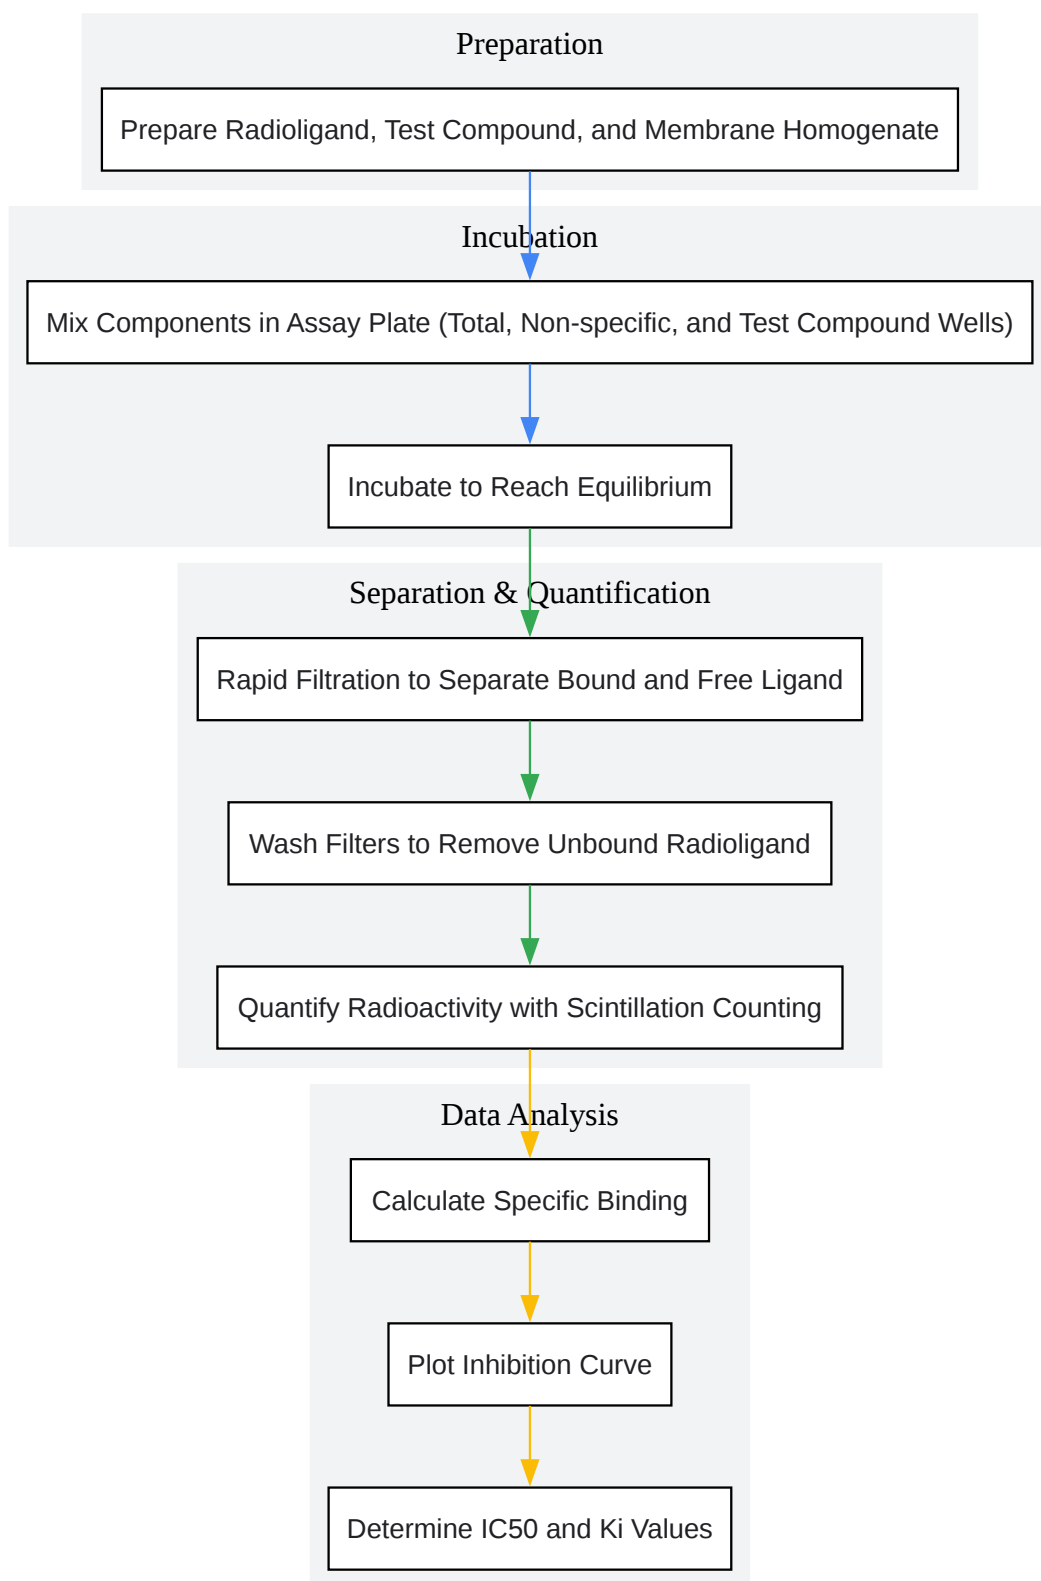 Preparation
Prepare Radioligand, Test Compound, and Membrane Homogenate
Incubation
Mix Components in Assay Plate (Total, Non-specific, and Test Compound Wells)
Incubate to Reach Equilibrium
Separation & Quantification
Rapid Filtration to Separate Bound and Free Ligand
Wash Filters to Remove Unbound Radioligand
Quantify Radioactivity with Scintillation Counting
Data Analysis
Calculate Specific Binding
Plot Inhibition Curve
Determine IC50 and Ki Values